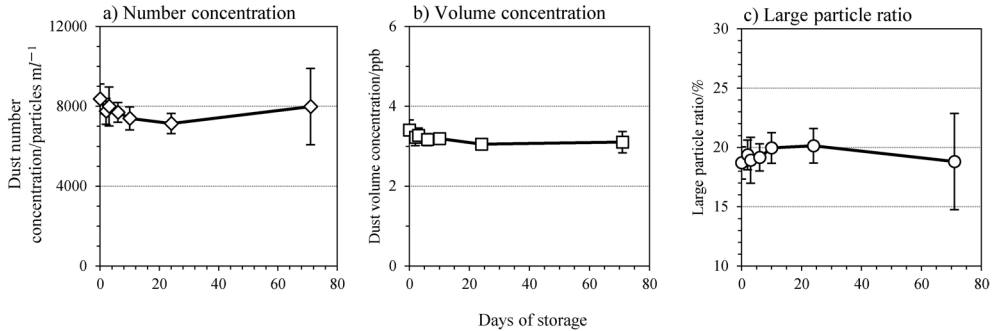 a) Number concentration
12000
8000
4000
0
0 20 40 60 80
Dust number
concentration/particles ml−1
b) Volume concentration
6
4
2
0
0 20 40 60 80
Dust volume concentration/ppb
c) Large particle ratio
30
25
20
15
10
0 20 40 60 80
Large particle ratio/%
Days of storage